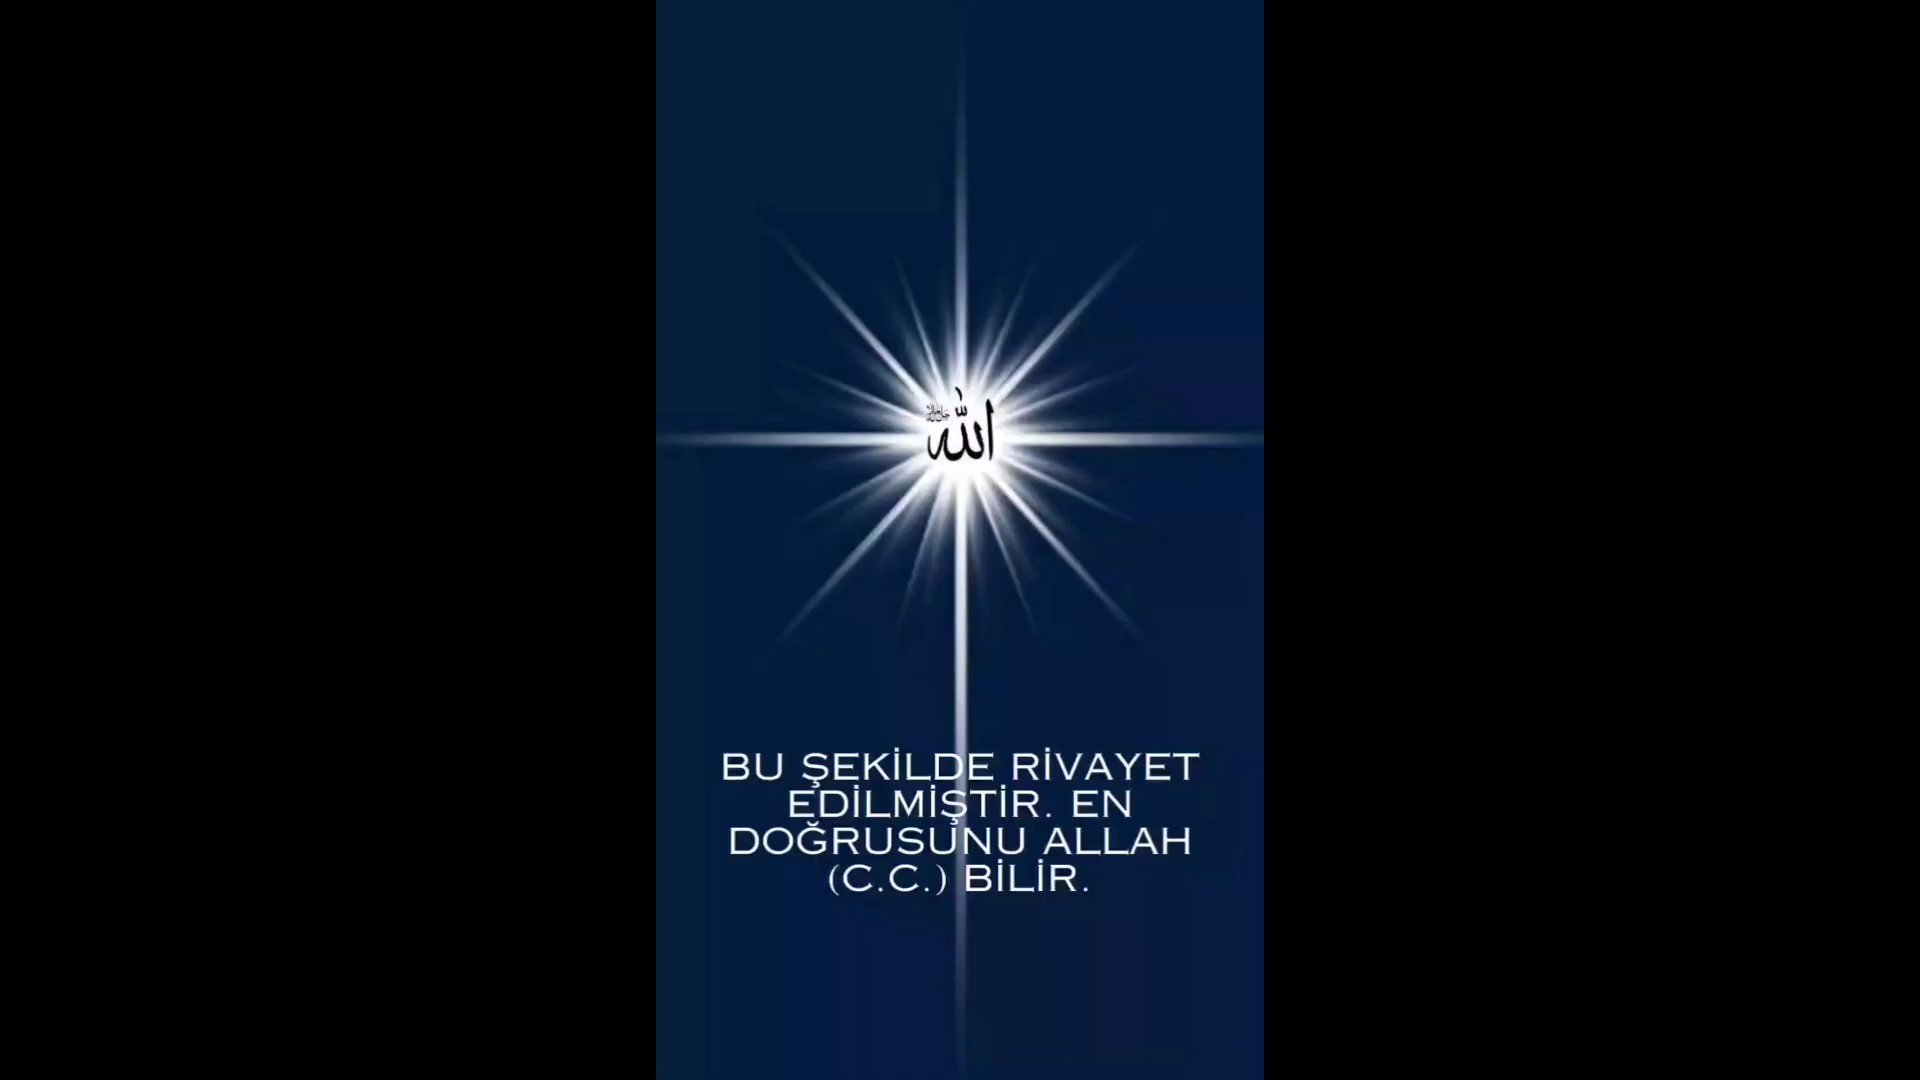 الله
BU ŞEKİLDE RİVAYET
EDİLMİŞTİR. EN
DOĞRUSUNU ALLAH
(C.C.) BİLİR.